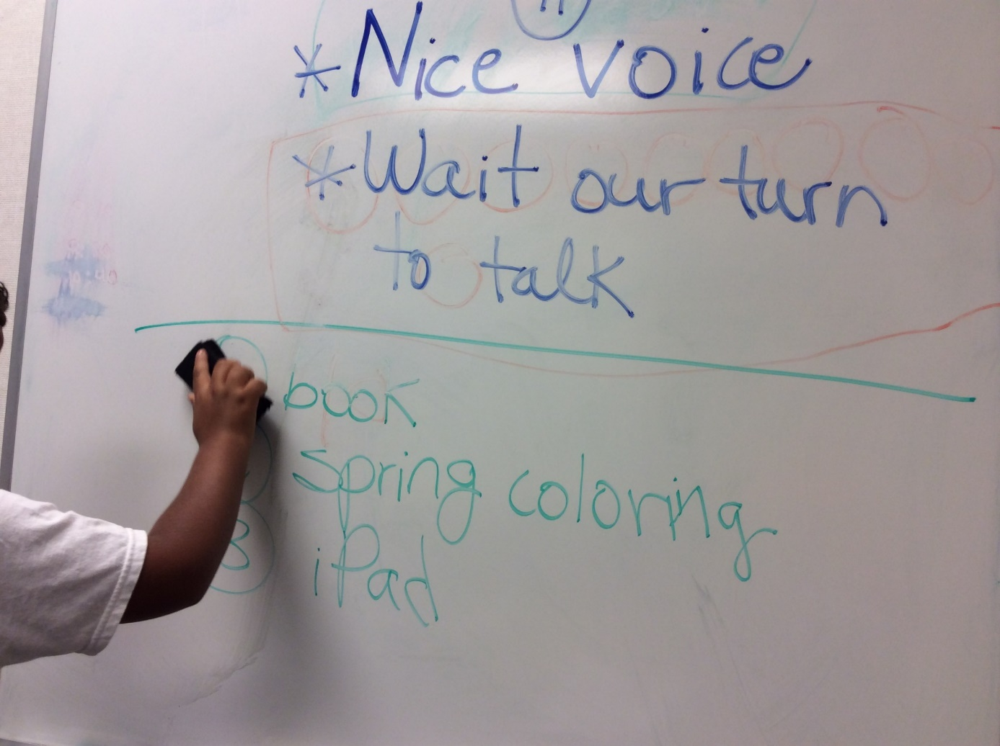 * Nice voice
* Wait our turn
to talk
book
spring coloring
3 iPad